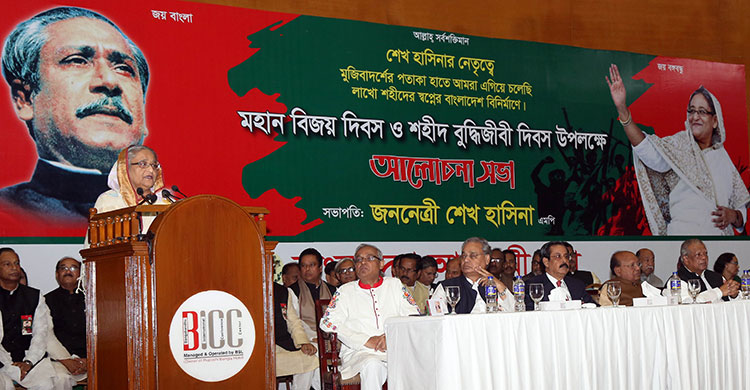 জয় বাংলা
আল্লাহ্ সর্বশক্তিমান
শেখ হাসিনার নেতৃত্বে
মুজিবাদর্শের পতাকা হাতে আমরা এগিয়ে চলেছি
লাখো শহীদের স্বপ্নের বাংলাদেশ বিনির্মাণে।
জয় বঙ্গবন্ধু
মহান বিজয় দিবস ও শহীদ বুদ্ধিজীবী দিবস উপলক্ষে
আলোচনা সভা
সভাপতি: জননেত্রী শেখ হাসিনা এমপি
BICC
Managed & Operated by BSL